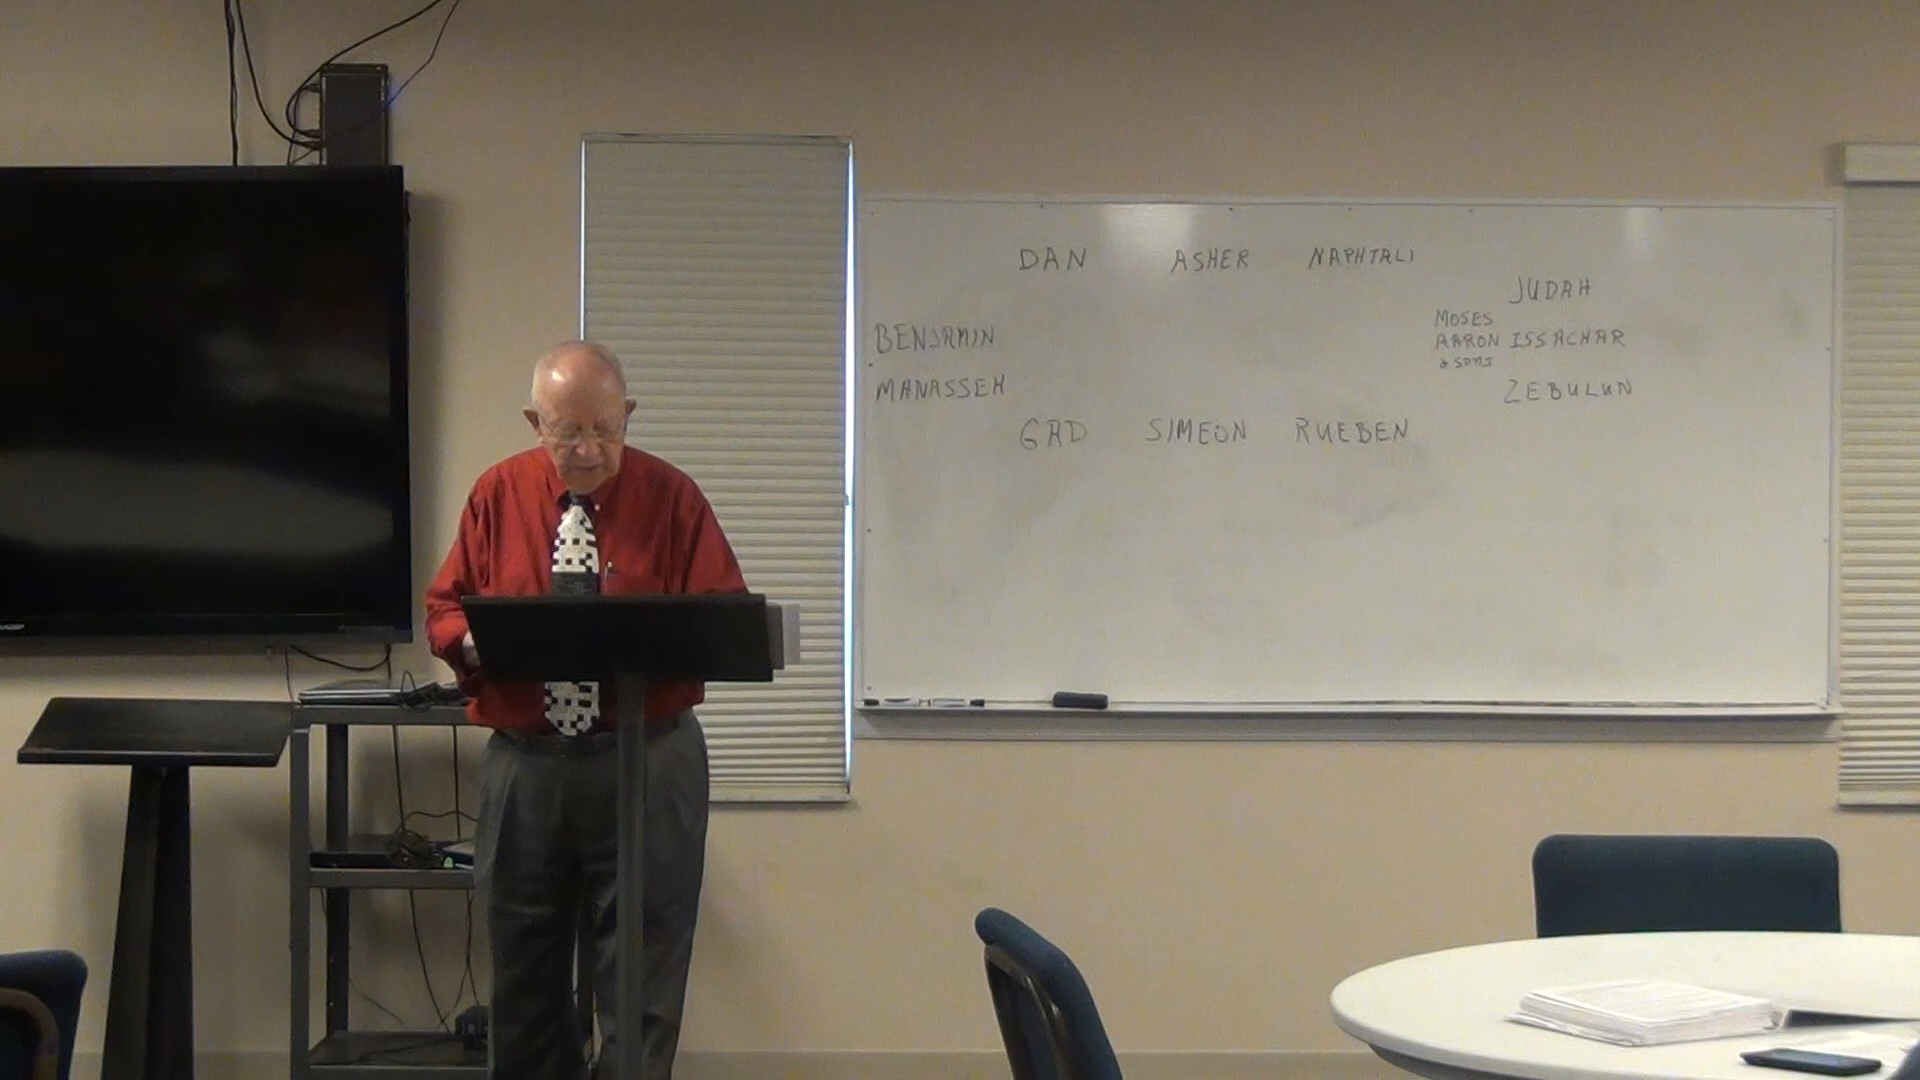 DAN ASHER NAPHTALI
JUDAH
MOSES
BENJAMIN AARON ISSACHAR
& SONS
MANASSEH ZEBULUN
GAD SIMEON RUEBEN